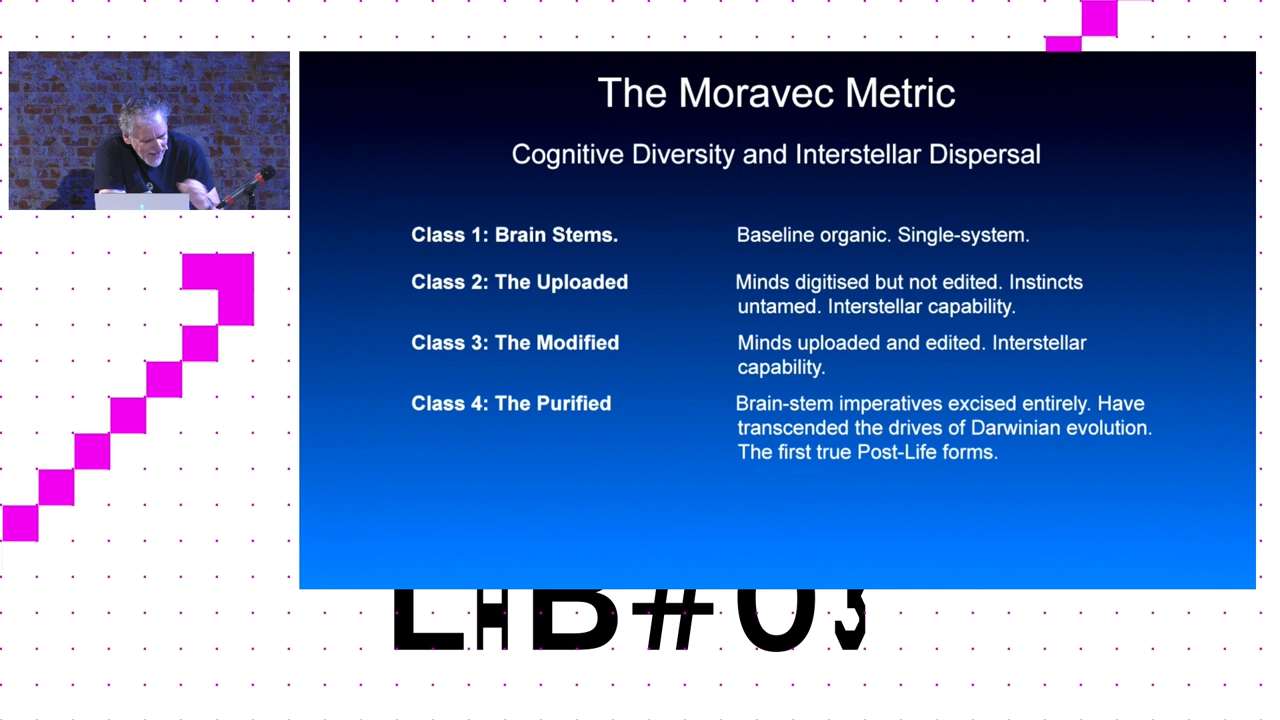 The Moravec Metric
Cognitive Diversity and Interstellar Dispersal
Class 1: Brain Stems. Baseline organic. Single-system.
Class 2: The Uploaded Minds digitised but not edited. Instincts
untamed. Interstellar capability.
Class 3: The Modified Minds uploaded and edited. Interstellar
capability.
Class 4: The Purified Brain-stem imperatives excised entirely. Have
transcended the drives of Darwinian evolution.
The first true Post-Life forms.
LAB#03